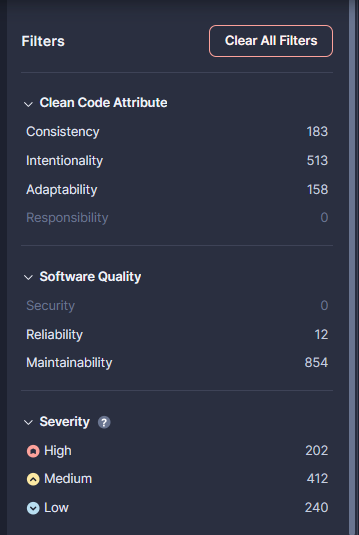 Filters
Clear All Filters
Clean Code Attribute
Consistency 183
Intentionality 513
Adaptability 158
Responsibility 0
Software Quality
Security 0
Reliability 12
Maintainability 854
Severity ?
High 202
Medium 412
Low 240